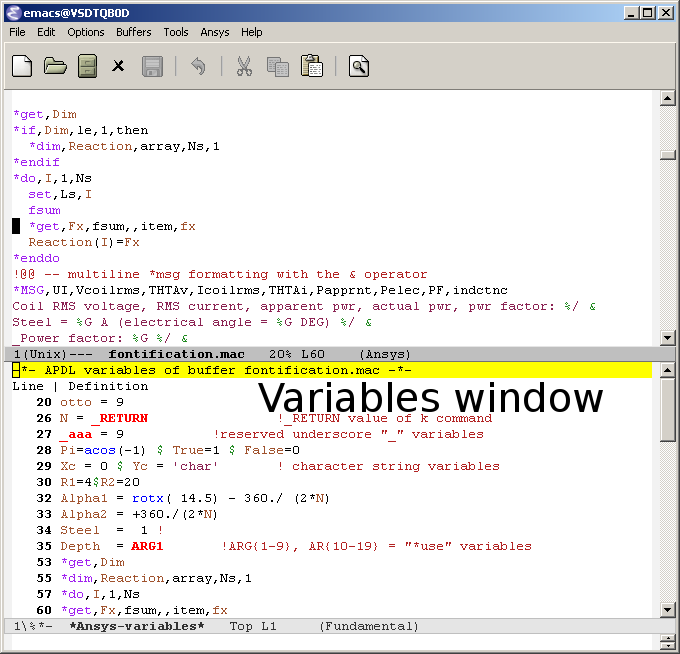 emacs@VSDTQB0D
File Edit Options Buffers Tools Ansys Help
*get,Dim
*if,Dim,le,1,then
  *dim,Reaction,array,Ns,1
*endif
*do,I,1,Ns
  set,Ls,I
  fsum
  *get,Fx,fsum,,item,fx
  Reaction(I)=Fx
*enddo
!@@ -- multiline *msg formatting with the & operator
*MSG,UI,Vcoilrms,THTAv,Icoilrms,THTAi,Papprnt,Pelec,PF,indctnc
Coil RMS voltage, RMS current, apparent pwr, actual pwr, pwr factor: %/ &
Steel = %G A (electrical angle = %G DEG) %/ &
_Power factor: %G %/ &
1(Unix)---  fontification.mac   20% L60    (Ansys)
-*- APDL variables of buffer fontification.mac -*-
Line | Definition
Variables window
   20 otto = 9
   26 N = _RETURN                !_RETURN value of k command
   27 _aaa = 9           !reserved underscore "_" variables
   28 Pi=acos(-1) $ True=1 $ False=0
   29 Xc = 0 $ Yc = 'char'       ! character string variables
   30 R1=4$R2=20
   32 Alpha1 = rotx( 14.5) - 360./ (2*N)
   33 Alpha2 = +360./(2*N)
   34 Steel  =  1 !
   35 Depth  = ARG1       !ARG{1-9}, AR{10-19} = "*use" variables
   53 *get,Dim
   55 *dim,Reaction,array,Ns,1
   57 *do,I,1,Ns
   60 *get,Fx,fsum,,item,fx
1\%*-  *Ansys-variables*   Top L1     (Fundamental)